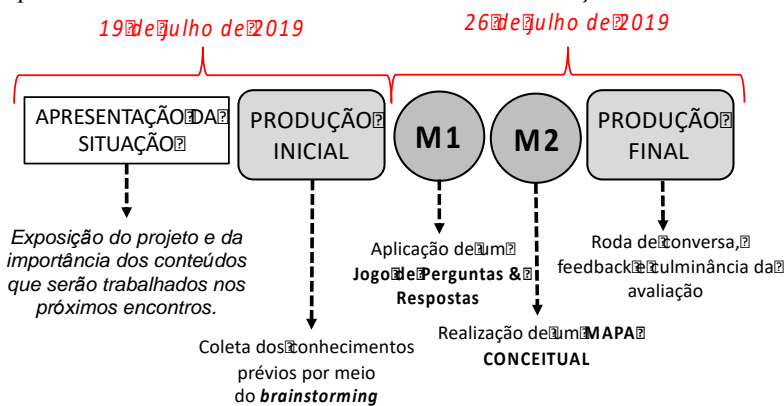 19 de julho de 2019
26 de julho de 2019
APRESENTAÇÃO DA
SITUAÇÃO
PRODUÇÃO
INICIAL
M1
M2
PRODUÇÃO
FINAL
Exposição do projeto e da
importância dos conteúdos
que serão trabalhados nos
próximos encontros.
Coleta dos conhecimentos
prévios por meio
do brainstorming
Aplicação de um
Jogo de Perguntas &
Respostas
Realização de um MAPA
CONCEITUAL
Roda de conversa,
feedback e culminância da
avaliação